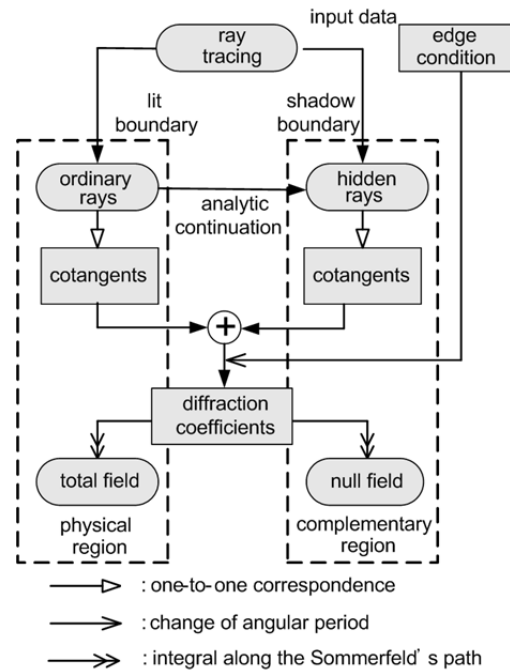 input data
ray
tracing
edge
condition
lit
boundary
shadow
boundary
ordinary
rays
analytic
continuation
hidden
rays
cotangents
cotangents
+
diffraction
coefficients
total field
null field
physical
region
complementary
region
: one-to-one correspondence
: change of angular period
: integral along the Sommerfeld's path